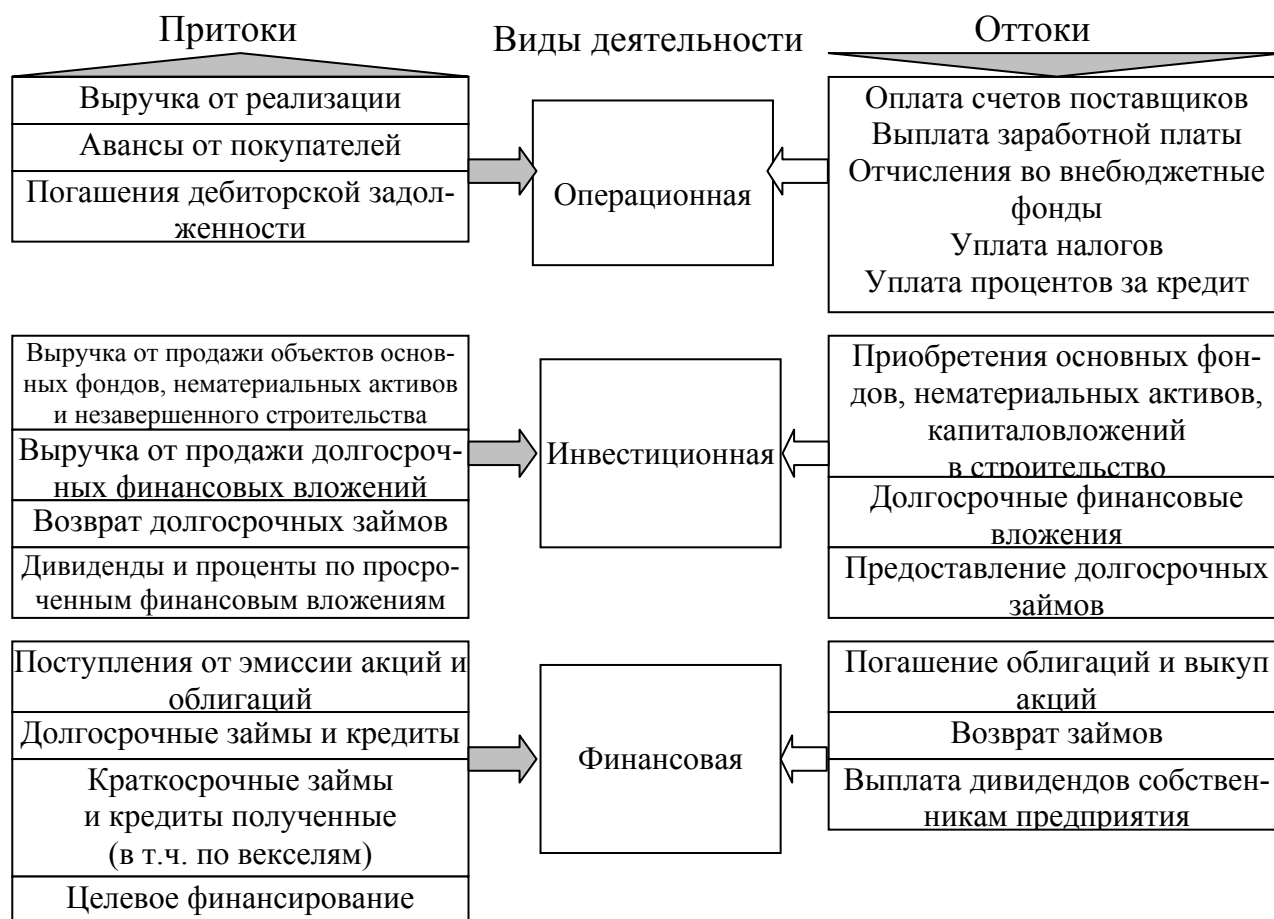 Притоки
Виды деятельности
Оттоки
Выручка от реализации
Авансы от покупателей
Погашения дебиторской задол-
женности
Операционная
Оплата счетов поставщиков
Выплата заработной платы
Отчисления во внебюджетные
фонды
Уплата налогов
Уплата процентов за кредит
Выручка от продажи объектов основ-
ных фондов, нематериальных активов
и незавершенного строительства
Выручка от продажи долгосроч-
ных финансовых вложений
Возврат долгосрочных займов
Дивиденды и проценты по просро-
ченным финансовым вложениям
Инвестиционная
Приобретения основных фон-
дов, нематериальных активов,
капиталовложений
в строительство
Долгосрочные финансовые
вложения
Предоставление долгосрочных
займов
Поступления от эмиссии акций и
облигаций
Долгосрочные займы и кредиты
Краткосрочные займы
и кредиты полученные
(в т.ч. по векселям)
Целевое финансирование
Финансовая
Погашение облигаций и выкуп
акций
Возврат займов
Выплата дивидендов собствен-
никам предприятия